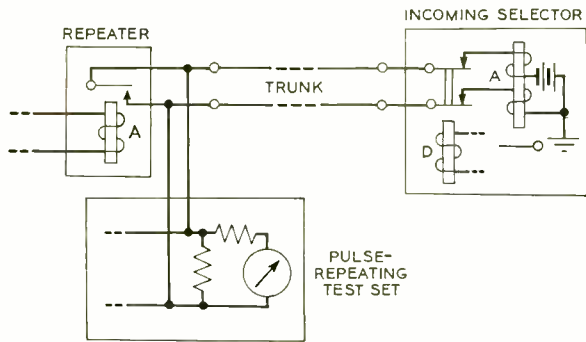 INCOMING SELECTOR
REPEATER
A
TRUNK
A
D
PULSE-
REPEATING
TEST SET